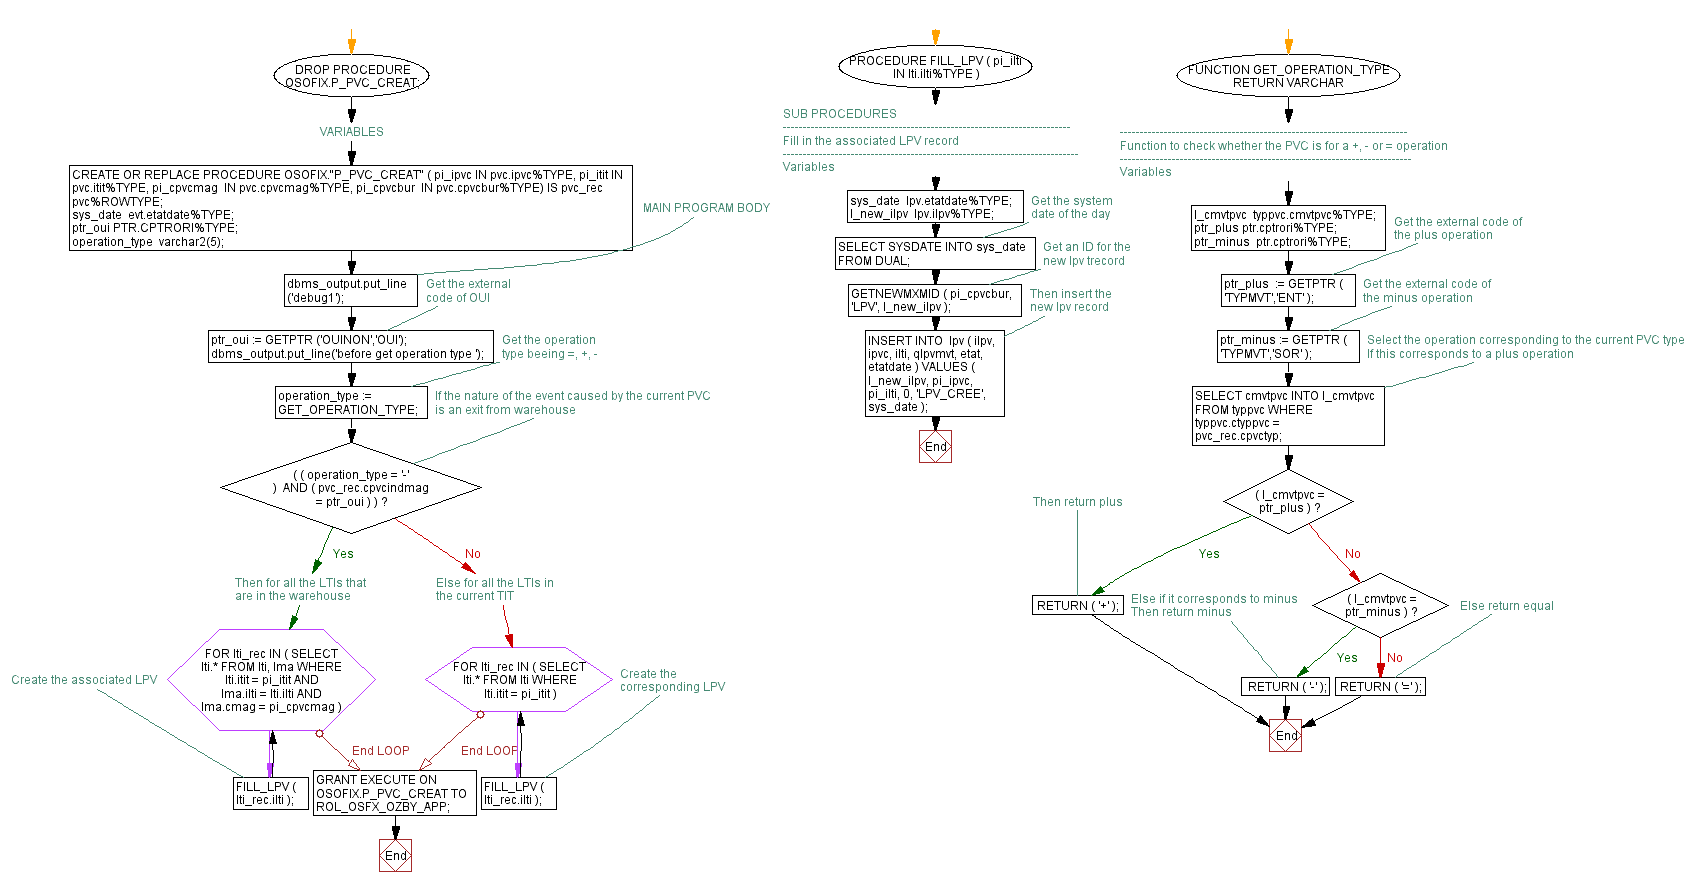 DROP PROCEDURE
OSOFIX.P_PVC_CREAT;
VARIABLES
CREATE OR REPLACE PROCEDURE OSOFIX."P_PVC_CREAT" ( pi_ipvc IN pvc.ipvc%TYPE, pi_itit IN
pvc.itit%TYPE, pi_cpvcmag  IN pvc.cpvcmag%TYPE, pi_cpvcbur  IN pvc.cpvcbur%TYPE) IS pvc_rec
pvc%ROWTYPE;
sys_date  evt.etatdate%TYPE;
ptr_oui PTR.CPTRORI%TYPE;
operation_type  varchar2(5);
MAIN PROGRAM BODY
dbms_output.put_line
('debug1');
Get the external
code of OUI
ptr_oui := GETPTR ('OUINON','OUI');
dbms_output.put_line('before get operation type ');
Get the operation
type beeing =, +, -
operation_type :=
GET_OPERATION_TYPE;
If the nature of the event caused by the current PVC
is an exit from warehouse
( ( operation_type = '-'
)  AND ( pvc_rec.cpvcindmag
= ptr_oui ) ) ?
Yes
No
Then for all the LTIs that
are in the warehouse
Else for all the LTIs in
the current TIT
FOR lti_rec IN ( SELECT
lti.* FROM lti, lma WHERE
lti.itit = pi_itit AND
lma.ilti = lti.ilti AND
lma.cmag = pi_cpvcmag )
FOR lti_rec IN ( SELECT
lti.* FROM lti WHERE
lti.itit = pi_itit )
Create the associated LPV
Create the
corresponding LPV
End LOOP
End LOOP
FILL_LPV (
lti_rec.ilti );
GRANT EXECUTE ON
OSOFIX.P_PVC_CREAT TO
ROL_OSFX_OZBY_APP;
FILL_LPV (
lti_rec.ilti );
End
PROCEDURE FILL_LPV ( pi_ilti
IN lti.ilti%TYPE )
SUB PROCEDURES
Fill in the associated LPV record
Variables
sys_date  lpv.etatdate%TYPE;
l_new_ilpv  lpv.ilpv%TYPE;
Get the system
date of the day
SELECT SYSDATE INTO sys_date
FROM DUAL;
Get an ID for the
new lpv trecord
GETNEWMXMID ( pi_cpvcbur,
'LPV', l_new_ilpv );
Then insert the
new lpv record
INSERT INTO  lpv ( ilpv,
ipvc, ilti, qlpvmvt, etat,
etatdate ) VALUES (
l_new_ilpv, pi_ipvc,
pi_ilti, 0, 'LPV_CREE',
sys_date );
End
FUNCTION GET_OPERATION_TYPE
RETURN VARCHAR
Function to check whether the PVC is for a +, - or = operation
Variables
l_cmvtpvc  typpvc.cmvtpvc%TYPE;
ptr_plus ptr.cptrori%TYPE;
ptr_minus  ptr.cptrori%TYPE;
Get the external code of
the plus operation
ptr_plus  := GETPTR (
'TYPMVT','ENT' );
Get the external code of
the minus operation
ptr_minus := GETPTR (
'TYPMVT','SOR' );
Select the operation corresponding to the current PVC type
If this corresponds to a plus operation
SELECT cmvtpvc INTO l_cmvtpvc
FROM typpvc WHERE
typpvc.ctyppvc =
pvc_rec.cpvctyp;
( l_cmvtpvc =
ptr_plus ) ?
Then return plus
Yes
No
RETURN ( '+' );
Else if it corresponds to minus
Then return minus
( l_cmvtpvc =
ptr_minus ) ?
Else return equal
Yes
No
RETURN ( '-' );
RETURN ( '=' );
End